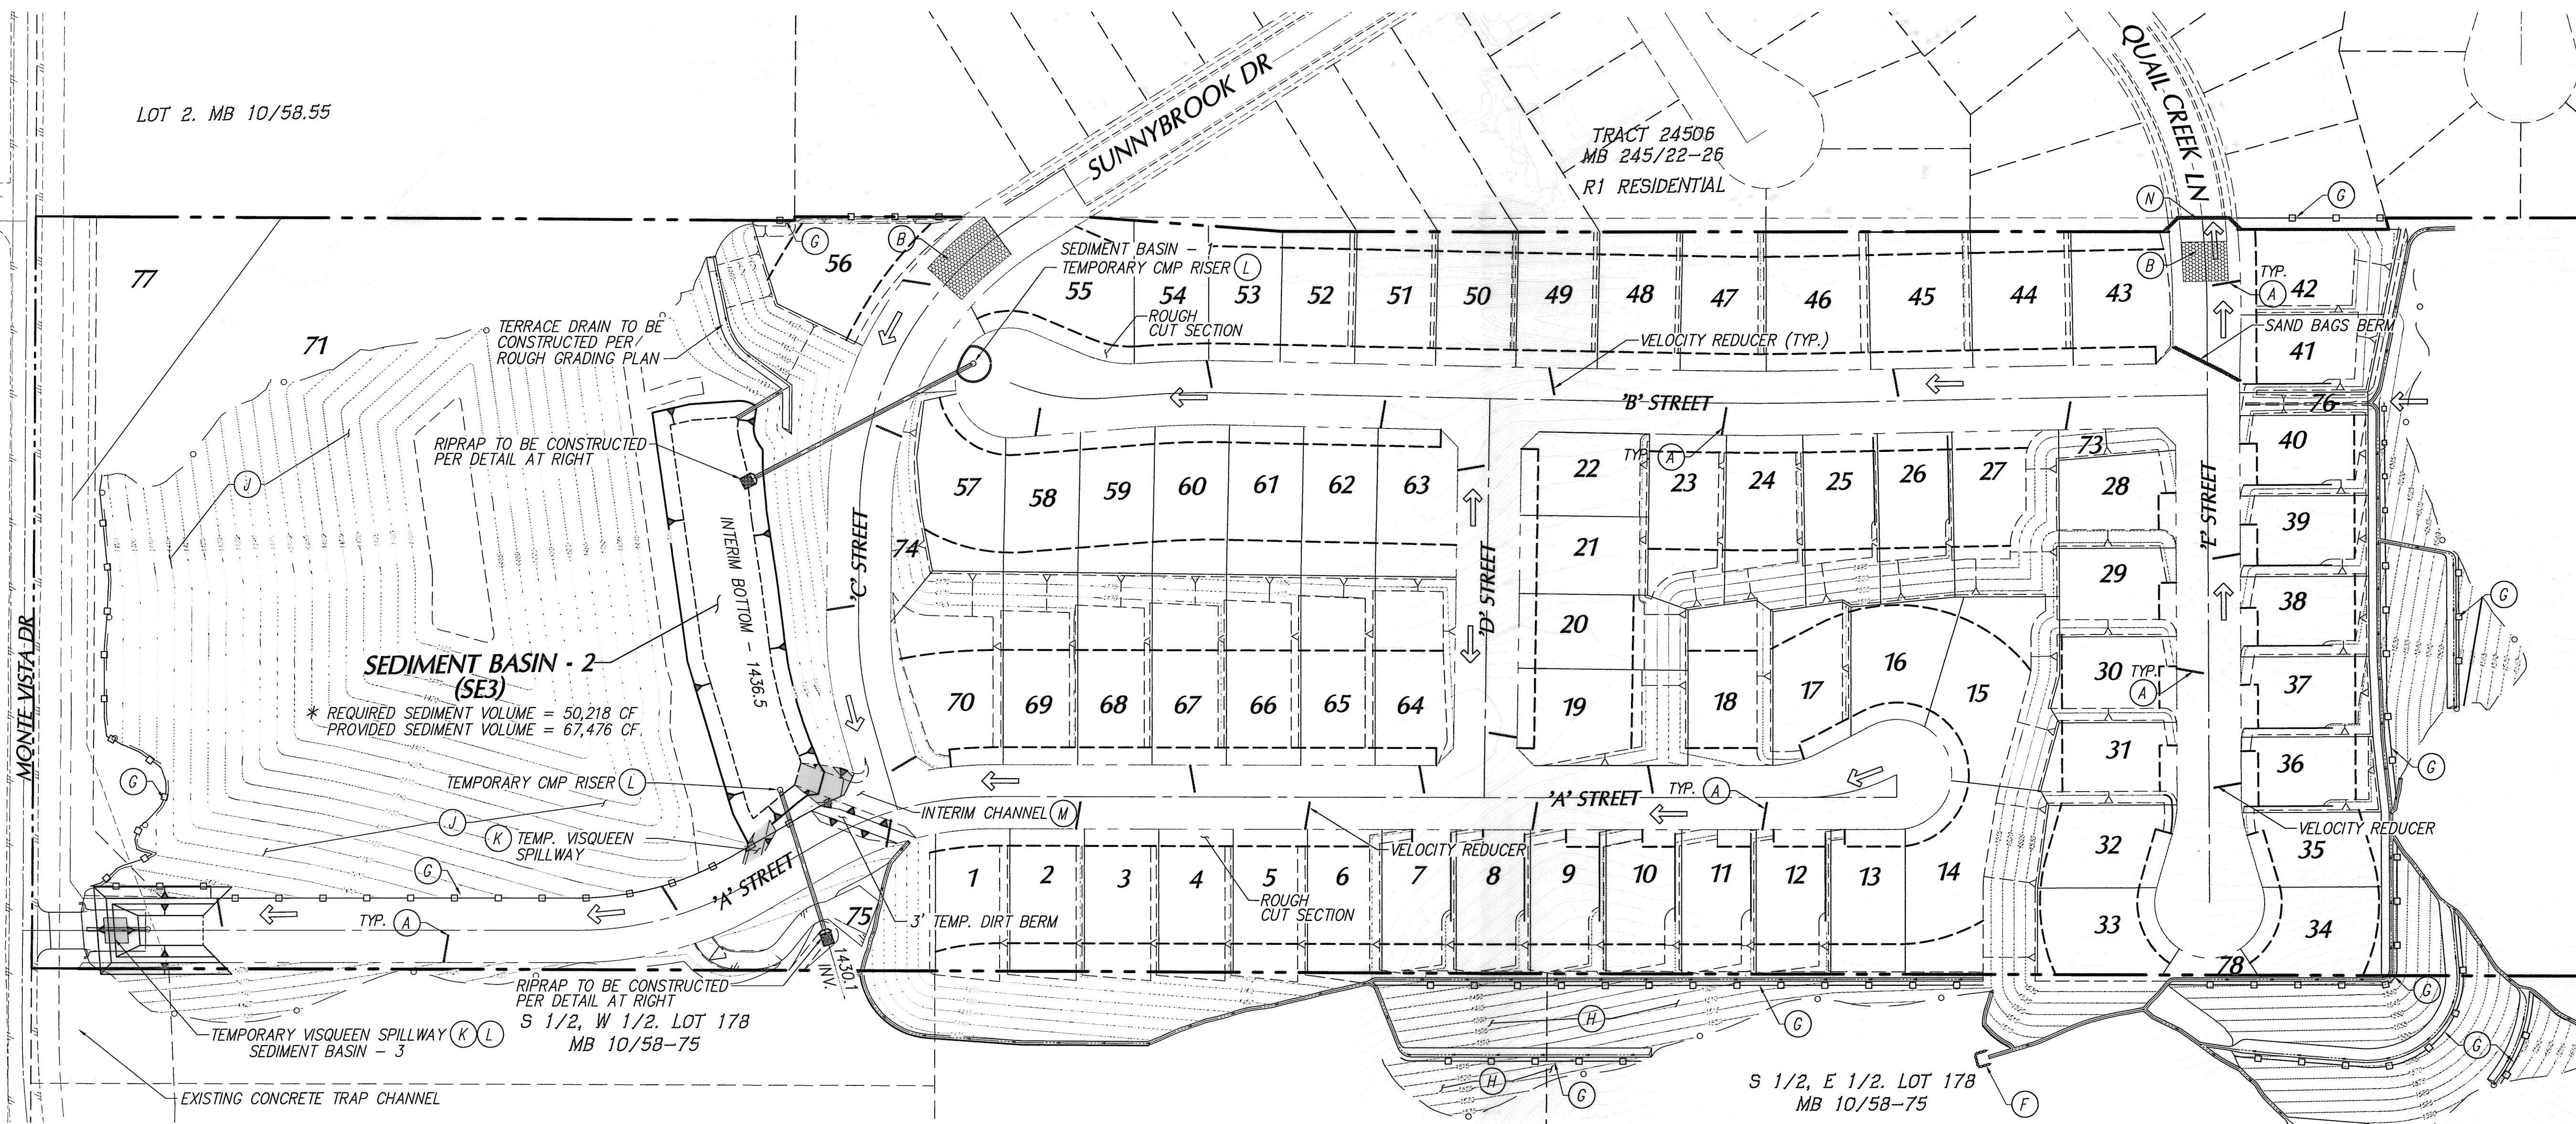 LOT 2. MB 10/58.55
SUNNYBROOK DR
QUAIL CREEK LN
TRACT 24506
MB 245/22-26
R1 RESIDENTIAL
N
G
77
71
G
56
B
SEDIMENT BASIN - 1
TEMPORARY CMP RISER L
55
54
53
52
51
50
49
48
47
46
45
44
43
B
TYP.
A
42
ROUGH
CUT SECTION
TERRACE DRAIN TO BE
CONSTRUCTED PER
ROUGH GRADING PLAN
VELOCITY REDUCER (TYP.)
SAND BAGS BERM
41
'B' STREET
76
RIPRAP TO BE CONSTRUCTED
PER DETAIL AT RIGHT
J
TYP. A
57
58
59
60
61
62
63
22
23
24
25
26
27
73
28
40
39
INTERIM BOTTOM - 1436.5
'C' STREET
74
'D' STREET
21
'E' STREET
29
38
G
20
MONTE VISTA DR
SEDIMENT BASIN - 2
(SE3)
* REQUIRED SEDIMENT VOLUME = 50,218 CF
PROVIDED SEDIMENT VOLUME = 67,476 CF.
70
69
68
67
66
65
64
19
18
17
16
15
30
TYP.
A
37
G
TEMPORARY CMP RISER L
31
36
G
J
K TEMP. VISQUEEN
SPILLWAY
INTERIM CHANNEL M
'A' STREET
TYP. A
VELOCITY REDUCER
VELOCITY REDUCER
32
35
G
'A' STREET
1
2
3
4
5
6
7
8
9
10
11
12
13
14
ROUGH
CUT SECTION
TYP. A
75
3' TEMP. DIRT BERM
33
34
1430.1
INV.
78
RIPRAP TO BE CONSTRUCTED
PER DETAIL AT RIGHT
S 1/2, W 1/2. LOT 178
MB 10/58-75
G
H
G
G
TEMPORARY VISQUEEN SPILLWAY K L
SEDIMENT BASIN - 3
H
G
S 1/2, E 1/2. LOT 178
MB 10/58-75
F
EXISTING CONCRETE TRAP CHANNEL